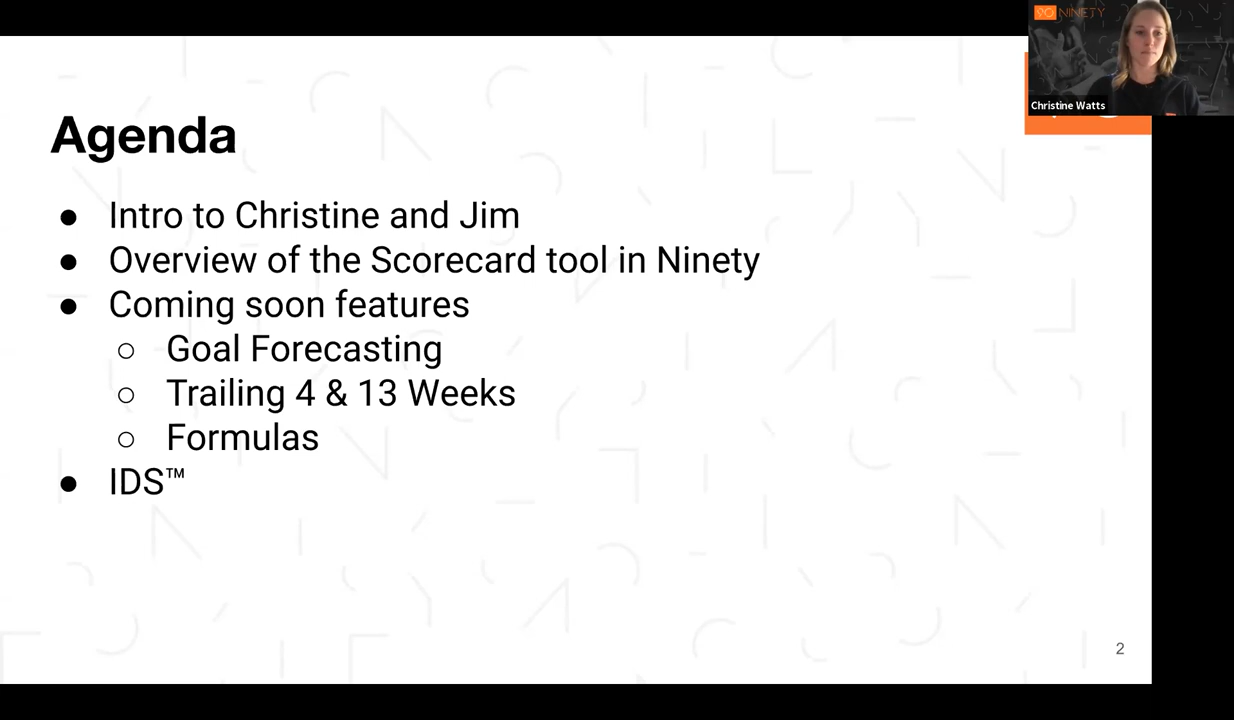 90 NINETY
Christine Watts
Agenda
● Intro to Christine and Jim
● Overview of the Scorecard tool in Ninety
● Coming soon features
○ Goal Forecasting
○ Trailing 4 & 13 Weeks
○ Formulas
● IDS™
2